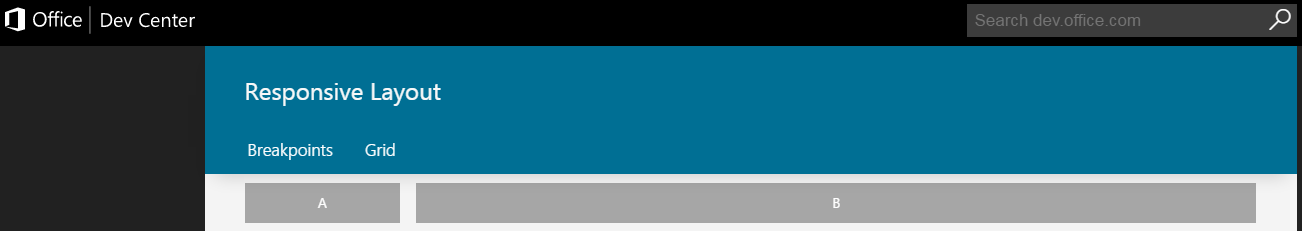 Office Dev Center
Search dev.office.com
Responsive Layout
Breakpoints Grid
A B